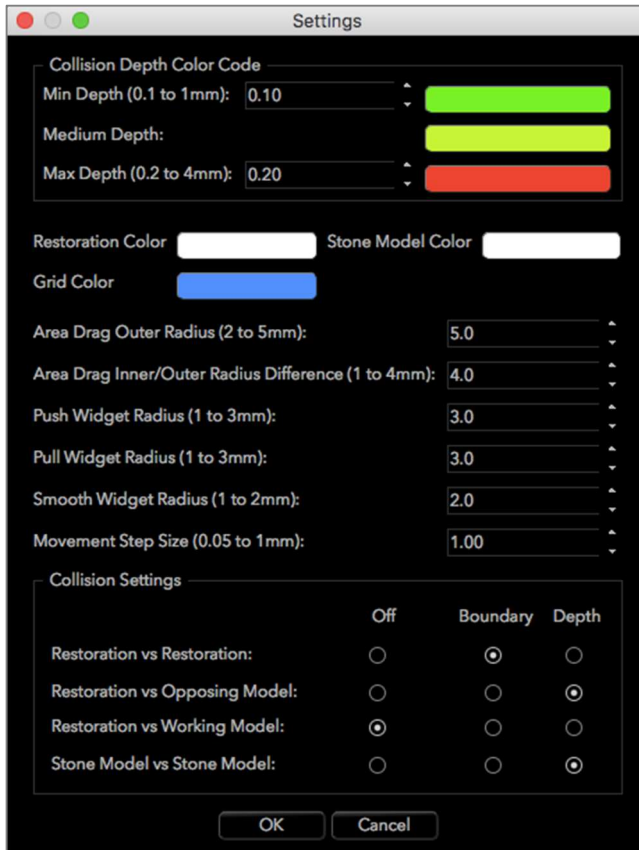 Settings
Collision Depth Color Code
Min Depth (0.1 to 1mm): 0.10
Medium Depth:
Max Depth (0.2 to 4mm): 0.20
Restoration Color Stone Model Color
Grid Color
Area Drag Outer Radius (2 to 5mm): 5.0
Area Drag Inner/Outer Radius Difference (1 to 4mm): 4.0
Push Widget Radius (1 to 3mm): 3.0
Pull Widget Radius (1 to 3mm): 3.0
Smooth Widget Radius (1 to 2mm): 2.0
Movement Step Size (0.05 to 1mm): 1.00
Collision Settings
Off Boundary Depth
Restoration vs Restoration:
Restoration vs Opposing Model:
Restoration vs Working Model:
Stone Model vs Stone Model:
OK Cancel